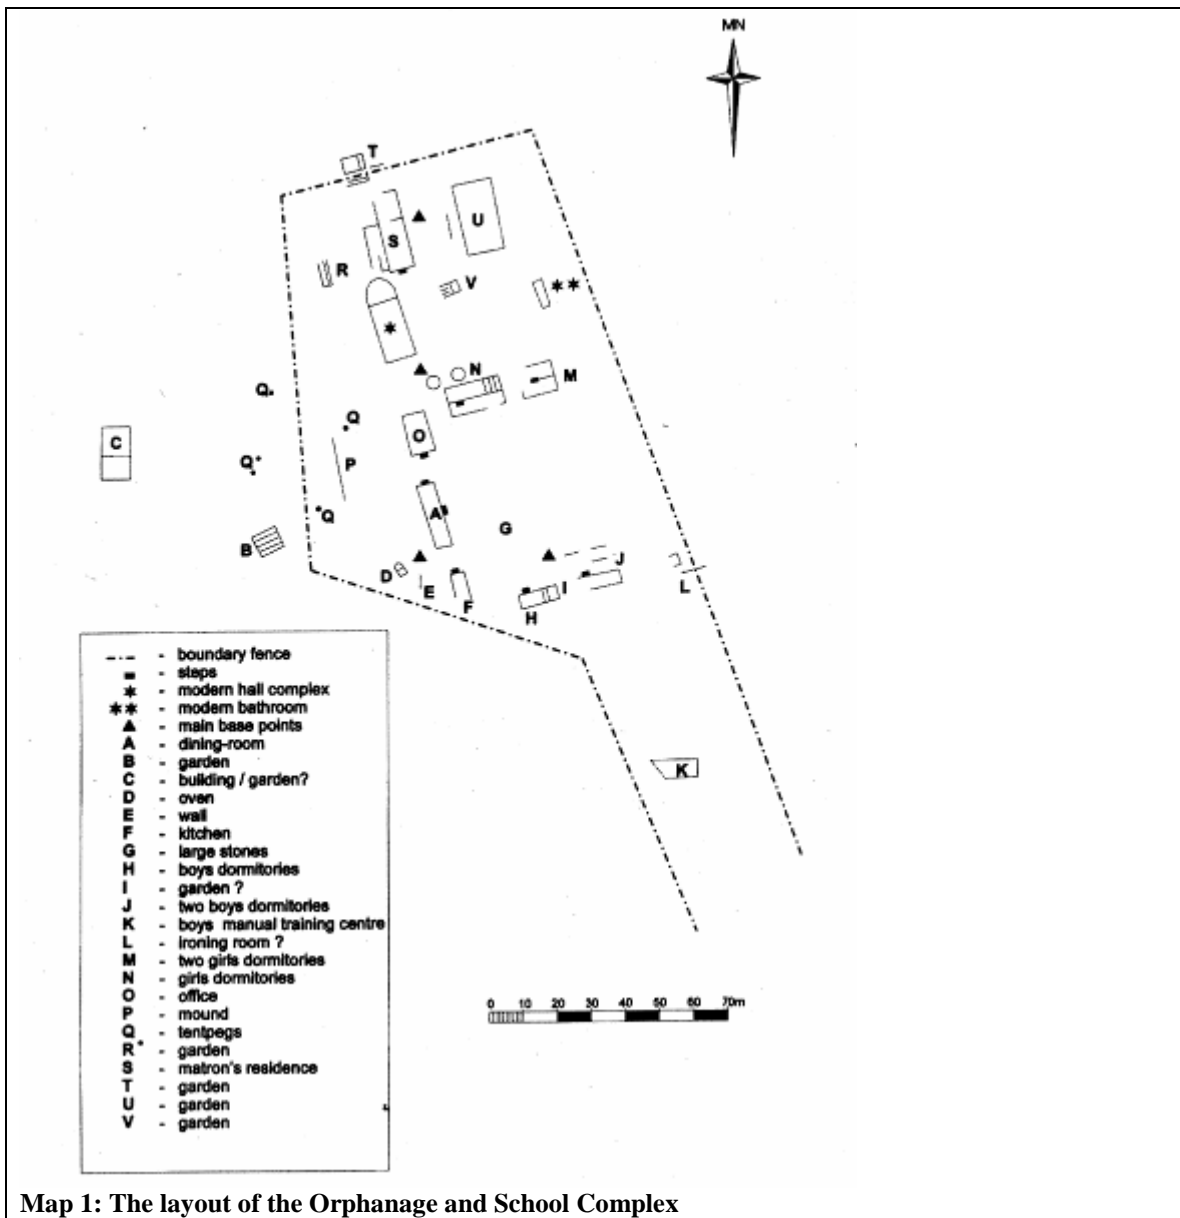 MN
T
U
S
R
V
**
*
N
M
Q
Q
C
O
Q
P
A
Q
G
B
J
D
I
L
E
F
H
K
boundary fence
- steps
* - modern hall complex
** - modern bathroom
▲ - main base points
A - dining-room
B - garden
C - building / garden?
D - oven
E - wall
F - kitchen
G - large stones
H - boys dormitories
I - garden ?
J - two boys dormitories
K - boys manual training centre
L - ironing room ?
M - two girls dormitories
N - girls dormitories
O - office
P - mound
Q - tentpegs
R* - garden
S - matron's residence
T - garden
U - garden
V - garden
0 10 20 30 40 50 60 70m
Map 1: The layout of the Orphanage and School Complex